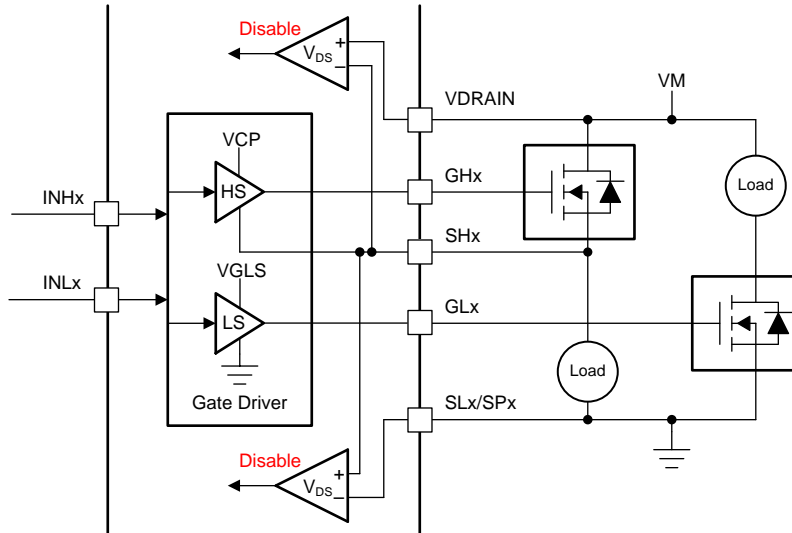 Disable
+
VDS
−
VDRAIN
VM
VCP
GHx
HS
Load
INHx
SHx
INLx
VGLS
GLx
LS
Load
Gate Driver
SLx/SPx
Disable
+
VDS
−